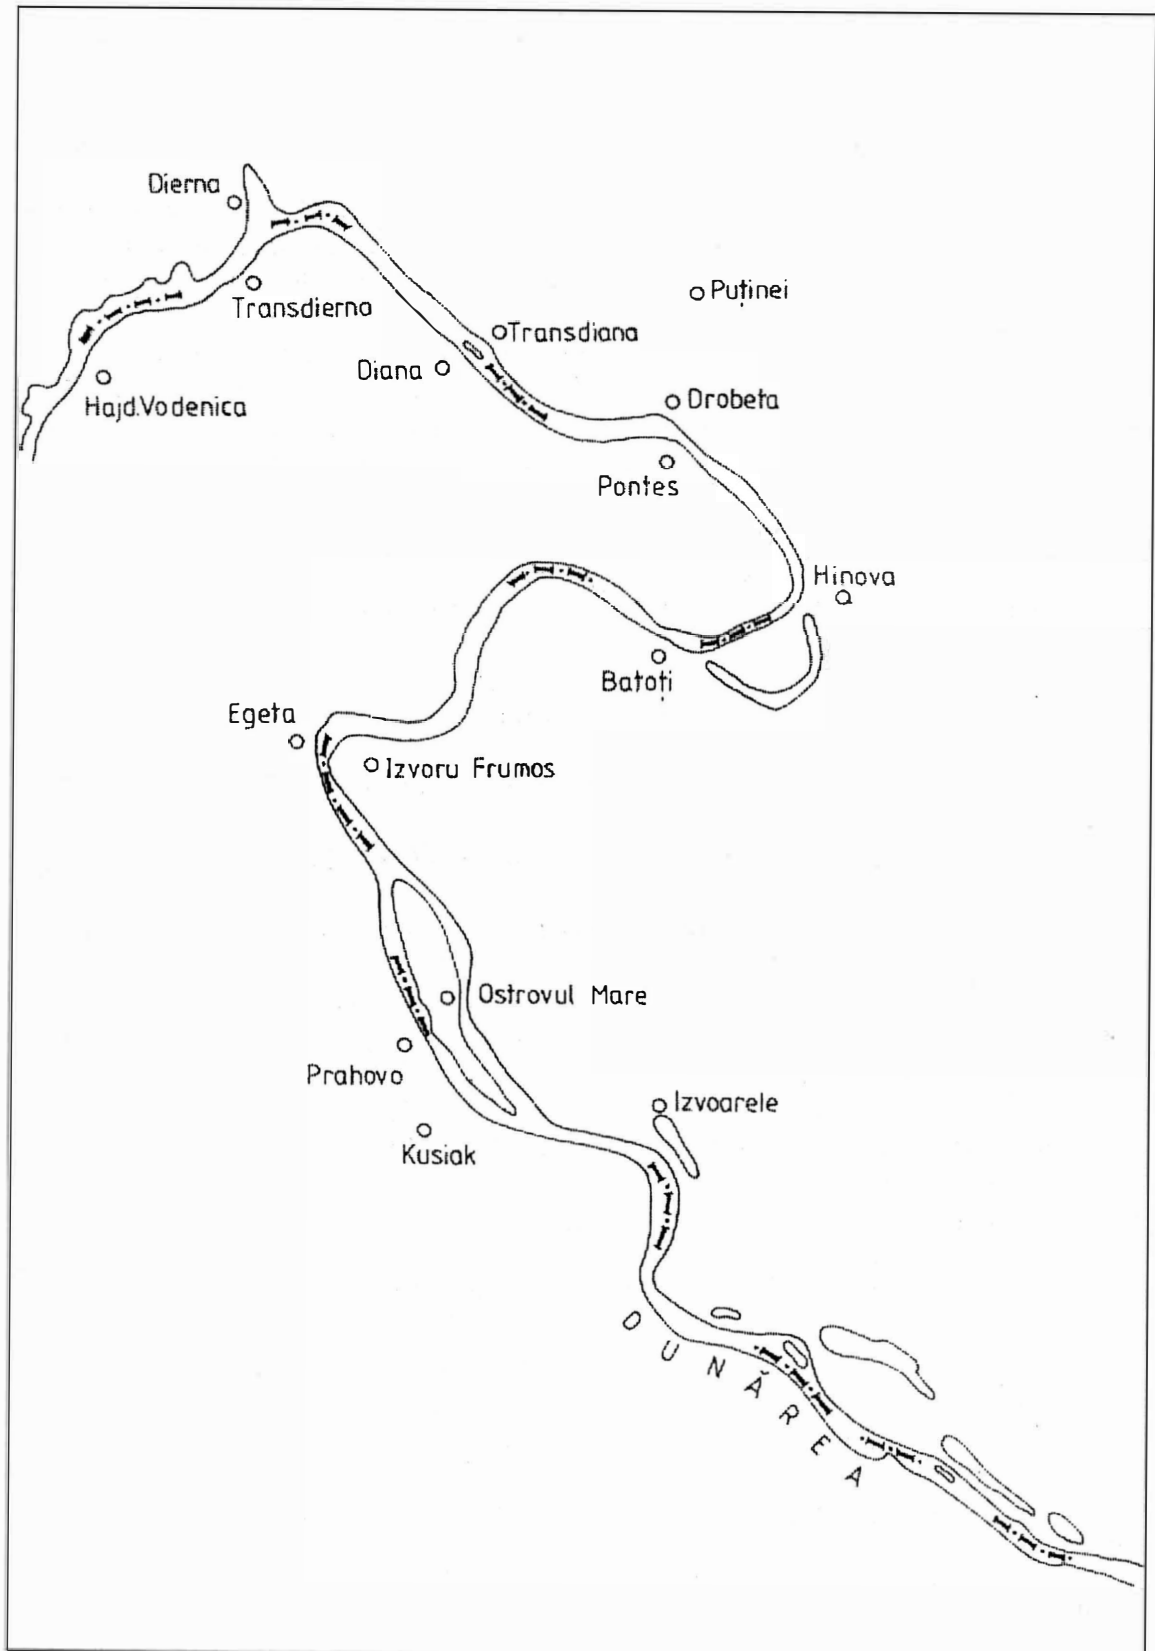 Dierna
Puținei
Transdierna
Transdiana
Diana
Hajd.Vodenica
Drobeta
Pontes
Hinova
Batoți
Egeta
Izvoru Frumos
Ostrovul Mare
Prahovo
Izvoarele
Kusiak
DUNĂREA